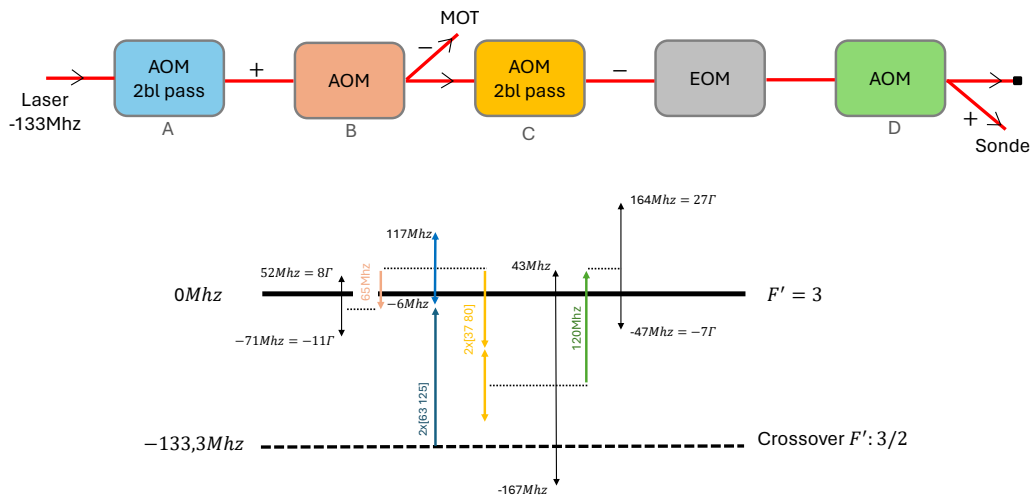 MOT
AOM
2bl pass
+
AOM
−
AOM
2bl pass
−
EOM
AOM
+
Laser
-133Mhz
A
B
C
D
Sonde
164Mhz = 27Γ
117Mhz
52Mhz = 8Γ
65Mhz
43Mhz
0Mhz
−6Mhz
F′ = 3
−71Mhz = −11Γ
2x[37 80]
120Mhz
-47Mhz = −7Γ
2x[63 125]
−133,3Mhz
Crossover F′: 3/2
-167Mhz